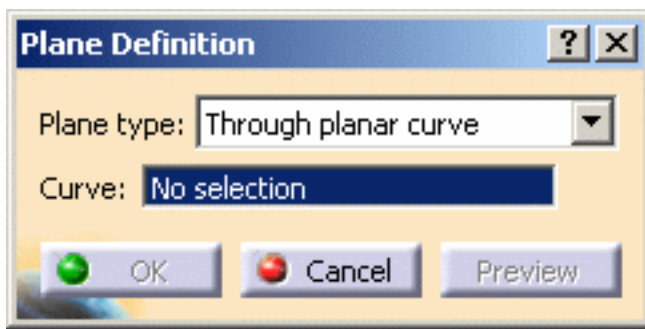 Plane Definition ? X
Plane type: Through planar curve
Curve: No selection
OK Cancel Preview